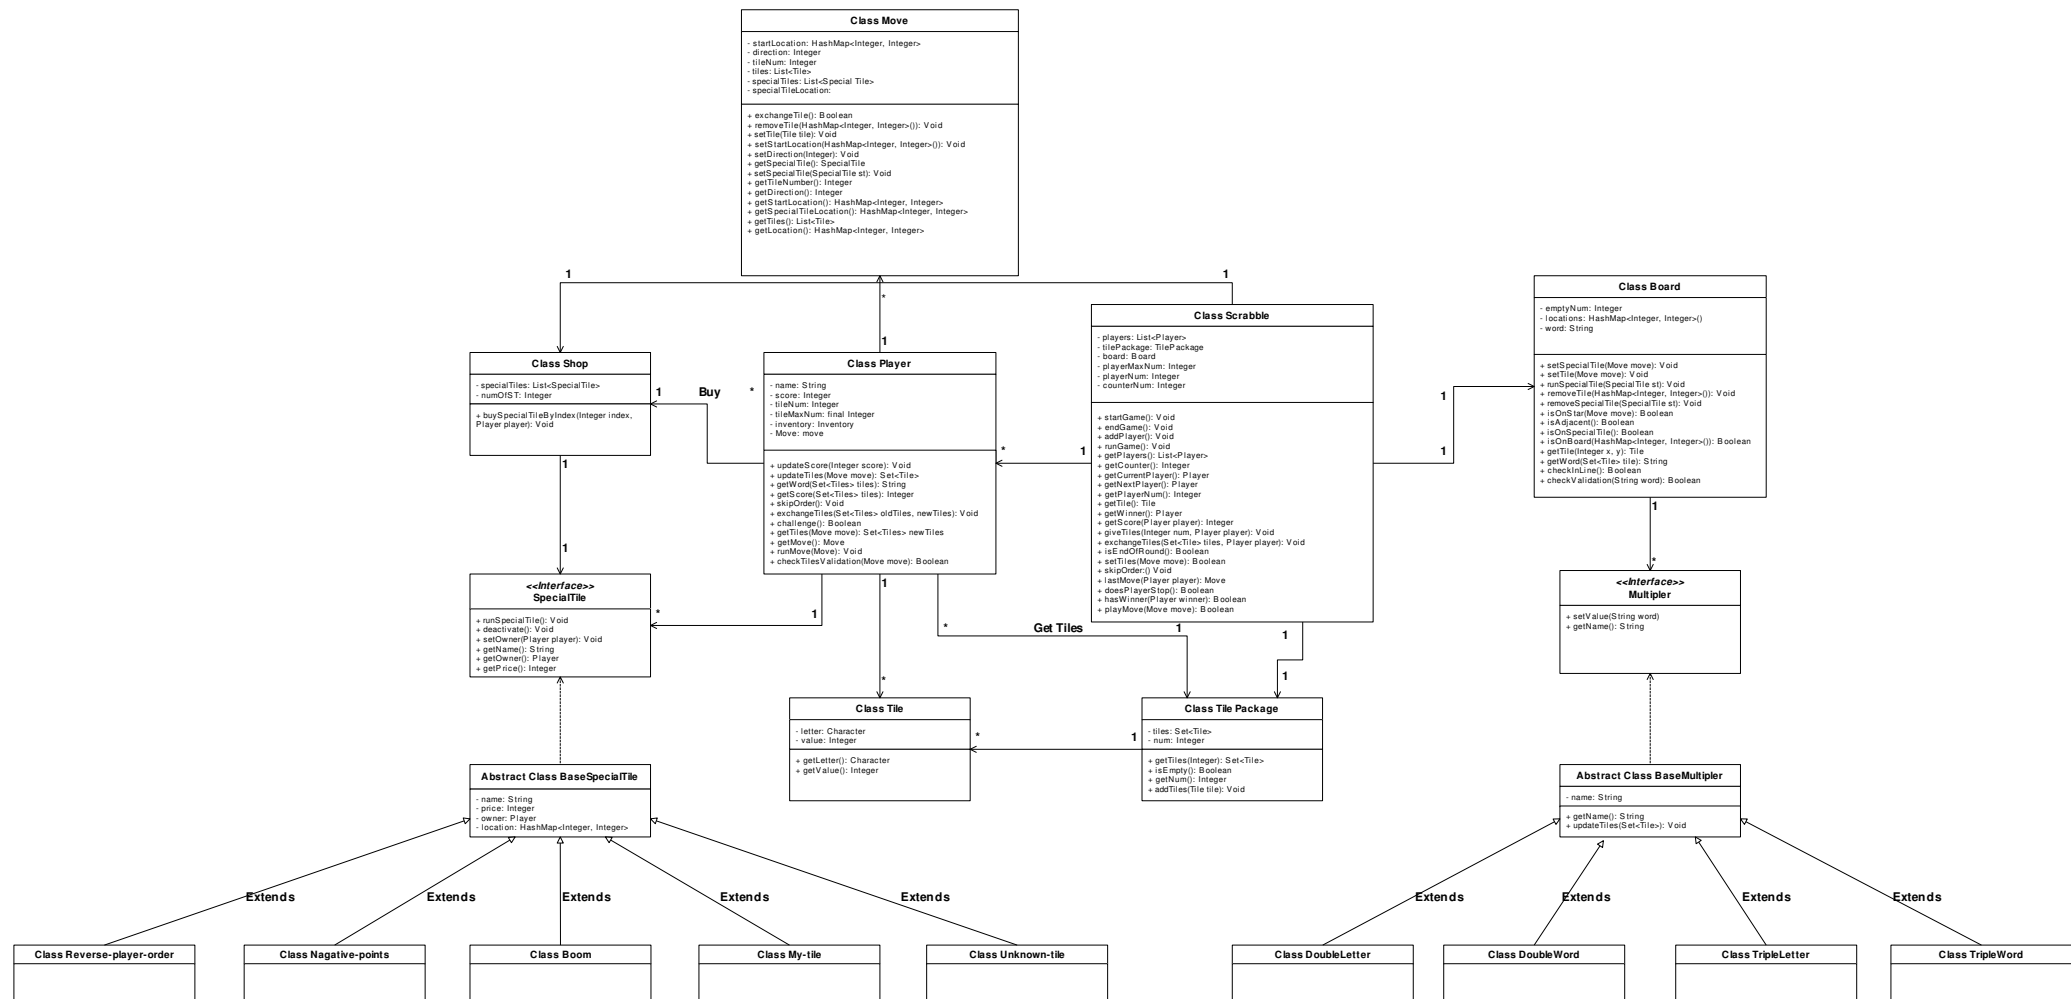 Class Move
- startLocation: HashMap<Integer, Integer>
- direction: Integer
- tileNum: Integer
- tiles: List<Tile>
- specialTiles: List<Special Tile>
- specialTileLocation:
+ exchangeTile(): Boolean
+ removeTile(HashMap<Integer, Integer>()): Void
+ setTile(Tile tile): Void
+ setStartLocation(HashMap<Integer, Integer>()): Void
+ setDirection(Integer): Void
+ getSpecialTile(): SpecialTile
+ setSpecialTile(SpecialTile st): Void
+ getTileNumber(): Integer
+ getDirection(): Integer
+ getStartLocation(): HashMap<Integer, Integer>
+ getSpecialTileLocation(): HashMap<Integer, Integer>
+ getTiles(): List<Tile>
+ getLocation(): HashMap<Integer, Integer>
1
1
*
1
Class Shop
- specialTiles: List<SpecialTile>
- numOfST: Integer
+ buySpecialTileByIndex(Integer index,
Player player): Void
1
Buy
*
Class Player
- name: String
- score: Integer
- tileNum: Integer
- tileMaxNum: final Integer
- inventory: Inventory
- Move: move
+ updateScore(Integer score): Void
+ updateTiles(Move move): Set<Tile>
+ getWord(Set<Tiles> tiles): String
+ getScore(Set<Tiles> tiles): Integer
+ skipOrder(): Void
+ exchangeTiles(Set<Tiles> oldTiles, newTiles): Void
+ challenge(): Boolean
+ getTiles(Move move): Set<Tiles> newTiles
+ getMove(): Move
+ runMove(Move): Void
+ checkTilesValidation(Move move): Boolean
*
1
Class Scrabble
- players: List<Player>
- tilePackage: TilePackage
- board: Board
- playerMaxNum: Integer
- playerNum: Integer
- counterNum: Integer
+ startGame(): Void
+ endGame(): Void
+ addPlayer(): Void
+ runGame(): Void
+ getPlayers(): List<Player>
+ getCounter(): Integer
+ getCurrentPlayer(): Player
+ getNextPlayer(): Player
+ getPlayerNum(): Integer
+ getTile(): Tile
+ getWinner(): Player
+ getScore(Player player): Integer
+ giveTiles(Integer num, Player player): Void
+ exchangeTiles(Set<Tile> tiles, Player player): Void
+ isEndOfRound(): Boolean
+ setTiles(Move move): Boolean
+ skipOrder:() Void
+ lastMove(Player player): Move
+ doesPlayerStop(): Boolean
+ hasWinner(Player winner): Boolean
+ playMove(Move move): Boolean
1
1
Class Board
- emptyNum: Integer
- locations: HashMap<Integer, Integer>()
- word: String
+ setSpecialTile(Move move): Void
+ setTile(Move move): Void
+ runSpecialTile(SpecialTile st): Void
+ removeTile(HashMap<Integer, Integer>()): Void
+ removeSpecialTile(SpecialTile st): Void
+ isOnStar(Move move): Boolean
+ isAdjacent(): Boolean
+ isOnSpecialTile(): Boolean
+ isOnBoard(HashMap<Integer, Integer>()): Boolean
+ getTile(Integer x, y): Tile
+ getWord(Set<Tile> tile): String
+ checkInLine(): Boolean
+ checkValidation(String word): Boolean
1
1
1
*
<<Interface>>
SpecialTile
+ runSpecialTile(): Void
+ deactivate(): Void
+ setOwner(Player player): Void
+ getName(): String
+ getOwner(): Player
+ getPrice(): Integer
*
1
1
*
*
Get Tiles
1
1
1
<<Interface>>
Multipler
+ setValue(String word)
+ getName(): String
Class Tile
- letter: Character
- value: Integer
+ getLetter(): Character
+ getValue(): Integer
*
1
Class Tile Package
- tiles: Set<Tile>
- num: Integer
+ getTiles(Integer): Set<Tile>
+ isEmpty(): Boolean
+ getNum(): Integer
+ addTiles(Tile tile): Void
Abstract Class BaseSpecialTile
- name: String
- price: Integer
- owner: Player
- location: HashMap<Integer, Integer>
Abstract Class BaseMultipler
- name: String
+ getName(): String
+ updateTiles(Set<Tile>): Void
Extends
Extends
Extends
Extends
Extends
Extends
Extends
Extends
Extends
Class Reverse-player-order
Class Nagative-points
Class Boom
Class My-tile
Class Unknown-tile
Class DoubleLetter
Class DoubleWord
Class TripleLetter
Class TripleWord